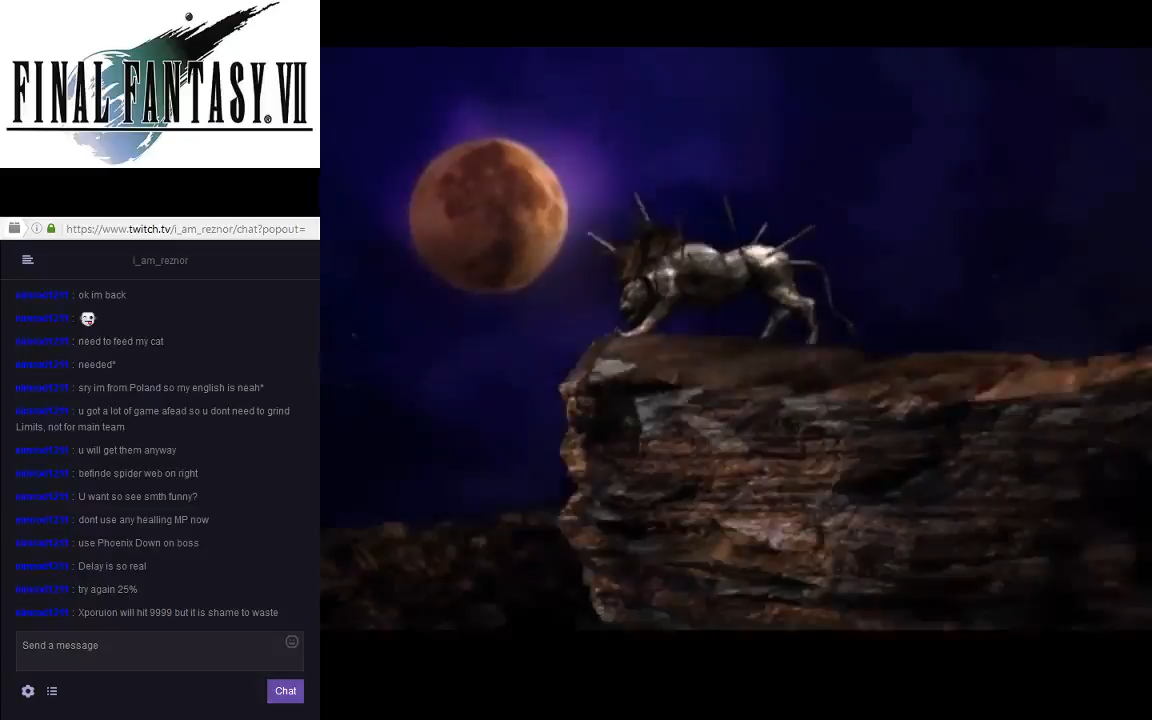 FINAL FANTASY VII
https://www.twitch.tv/i_am_reznor/chat?popout=
i_am_reznor
: ok im back
:
: need to feed my cat
: needed*
: sry im from Poland so my english is neah*
: u got a lot of game afead so u dont need to grind
Limits, not for main team
: u will get them anyway
: befinde spider web on right
: U want so see smth funny?
: dont use any healling MP now
: use Phoenix Down on boss
: Delay is so real
: try again 25%
: Xporuion will hit 9999 but it is shame to waste
Send a message
Chat